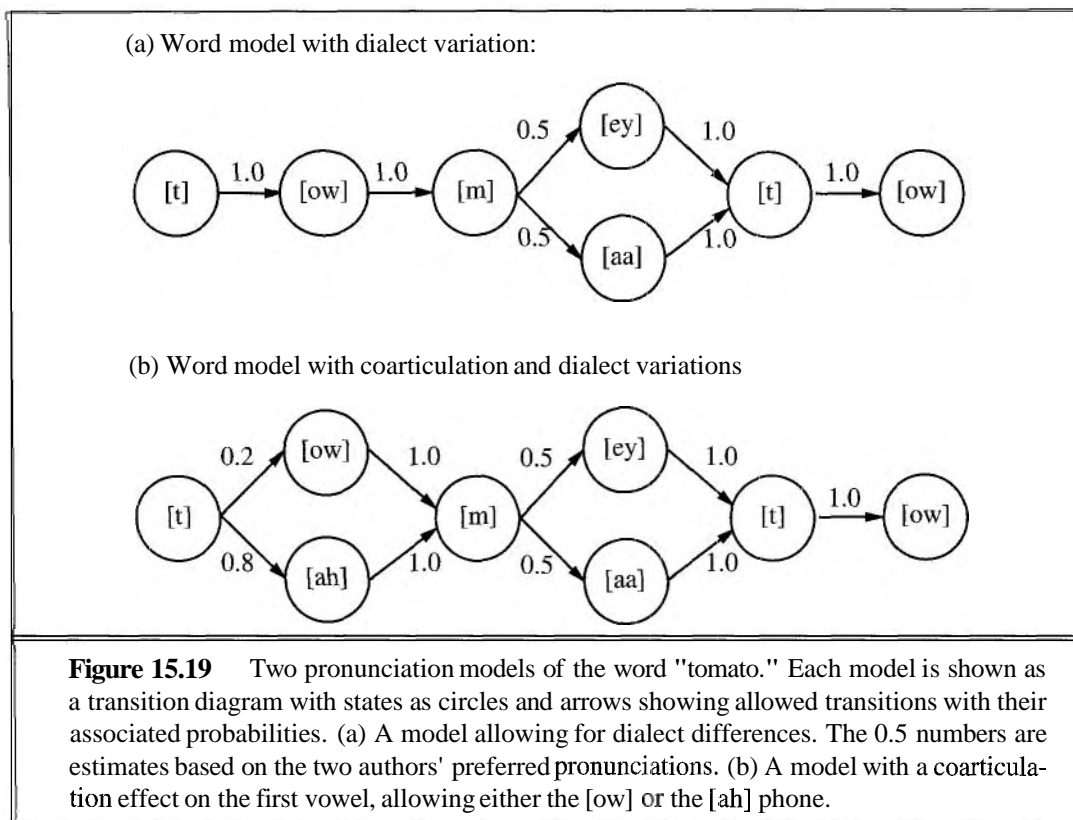 (a) Word model with dialect variation:
[ey]
0.5 1.0
1.0 1.0 1.0
[t] [ow] [m] [t] [ow]
0.5 1.0
[aa]
(b) Word model with coarticulation and dialect variations
[ow] [ey]
0.2 1.0 0.5 1.0
1.0
[t] [m] [t] [ow]
0.8 1.0 0.5 1.0
[ah] [aa]
Figure 15.19 Two pronunciation models of the word "tomato." Each model is shown as
a transition diagram with states as circles and arrows showing allowed transitions with their
associated probabilities. (a) A model allowing for dialect differences. The 0.5 numbers are
estimates based on the two authors' preferred pronunciations. (b) A model with a coarticula-
tion effect on the first vowel, allowing either the [ow] or the [ah] phone.